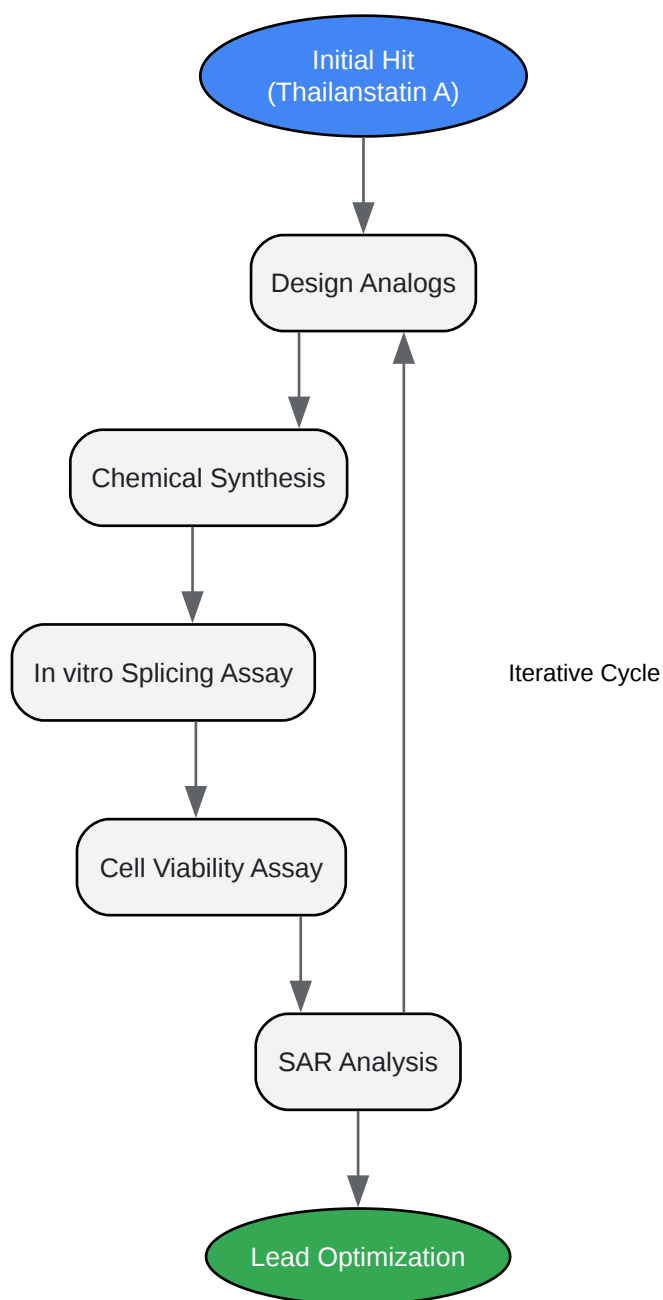 Initial Hit
(Thailanstatin A)
Design Analogs
Chemical Synthesis
In vitro Splicing Assay
Iterative Cycle
Cell Viability Assay
SAR Analysis
Lead Optimization